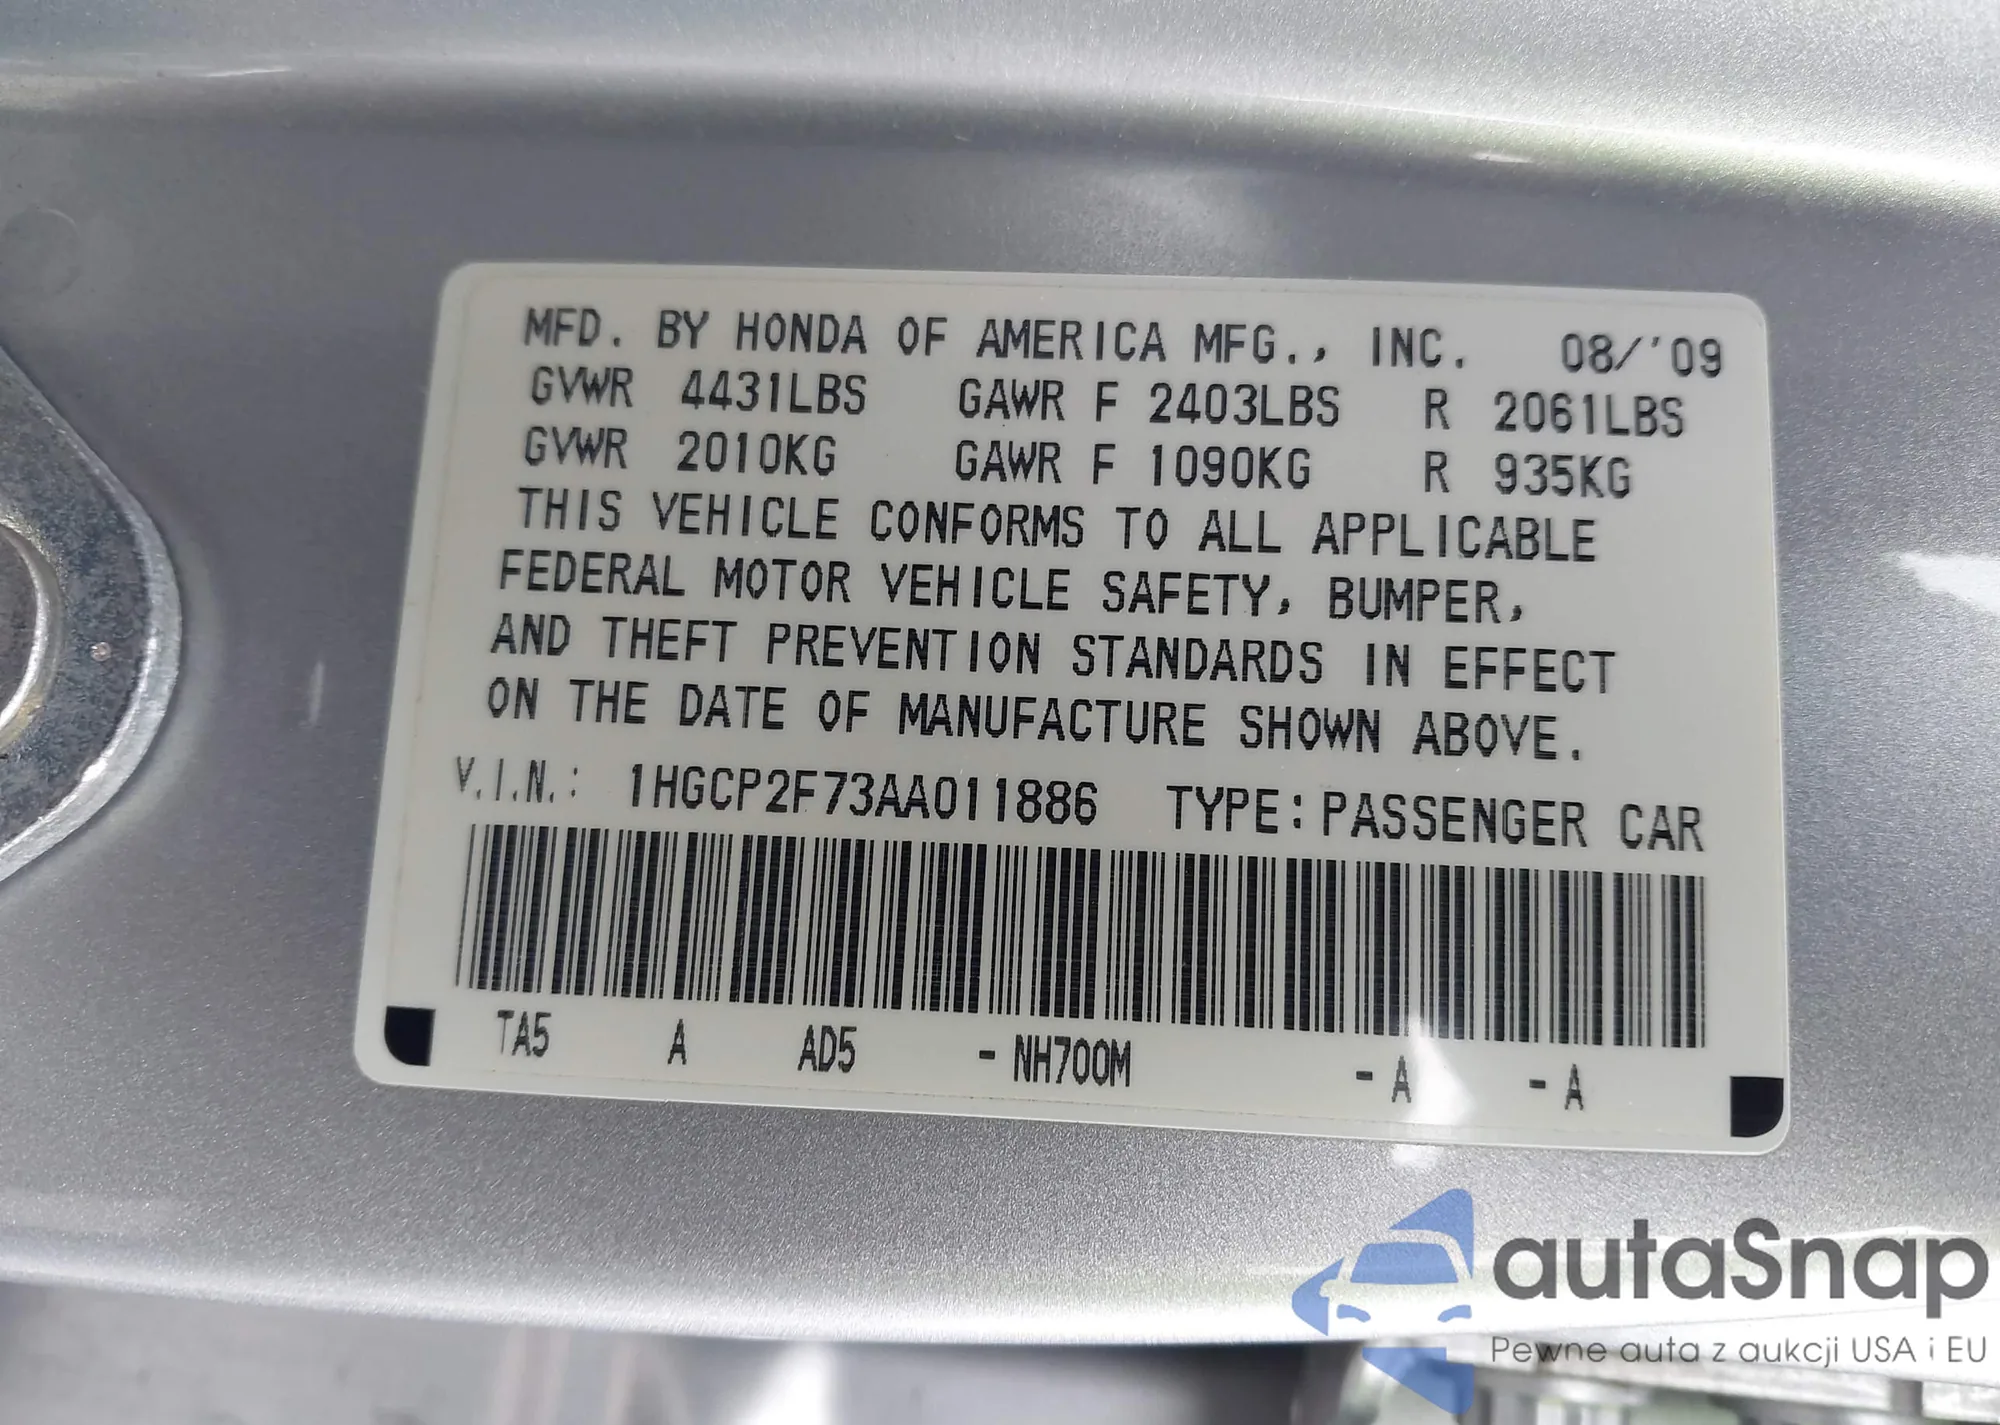 MFD. BY HONDA OF AMERICA MFG., INC. 08/'09
GVWR 4431LBS GAWR F 2403LBS R 2061LBS
GVWR 2010KG GAWR F 1090KG R 935KG
THIS VEHICLE CONFORMS TO ALL APPLICABLE
FEDERAL MOTOR VEHICLE SAFETY, BUMPER,
AND THEFT PREVENTION STANDARDS IN EFFECT
ON THE DATE OF MANUFACTURE SHOWN ABOVE.
V.I.N.: 1HGCP2F73AA011886 TYPE: PASSENGER CAR
TA5 A AD5 - NH700M - A - A
autaSnap
Pewne auta z aukcji USA i EU